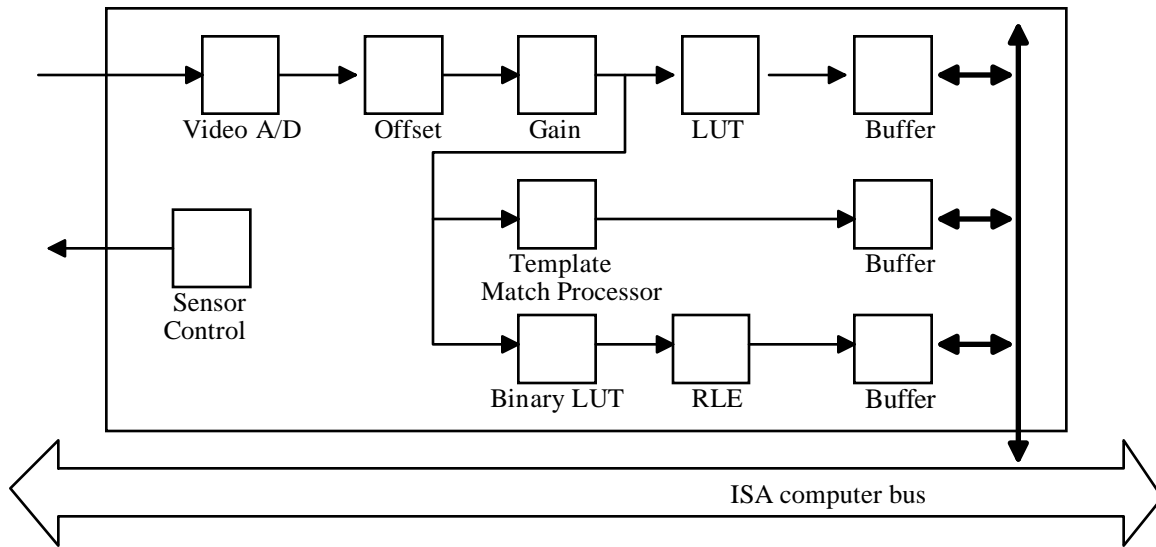 Video A/D
Offset
Gain
LUT
Buffer
Template
Match Processor
Buffer
Sensor
Control
Binary LUT
RLE
Buffer
ISA computer bus